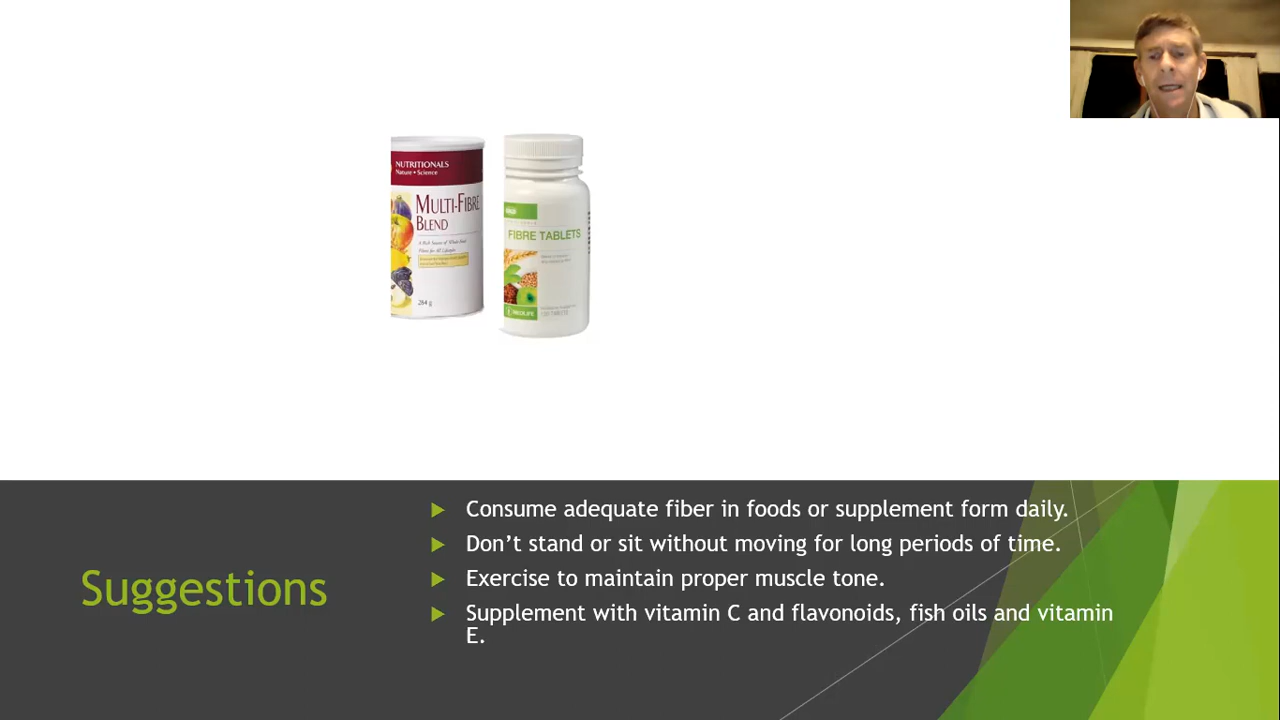 NUTRITIONALS
Nature • Science
MULTI-FIBRE
BLEND
284 g
FIBRE TABLETS
Suggestions
Consume adequate fiber in foods or supplement form daily.
Don’t stand or sit without moving for long periods of time.
Exercise to maintain proper muscle tone.
Supplement with vitamin C and flavonoids, fish oils and vitamin
E.